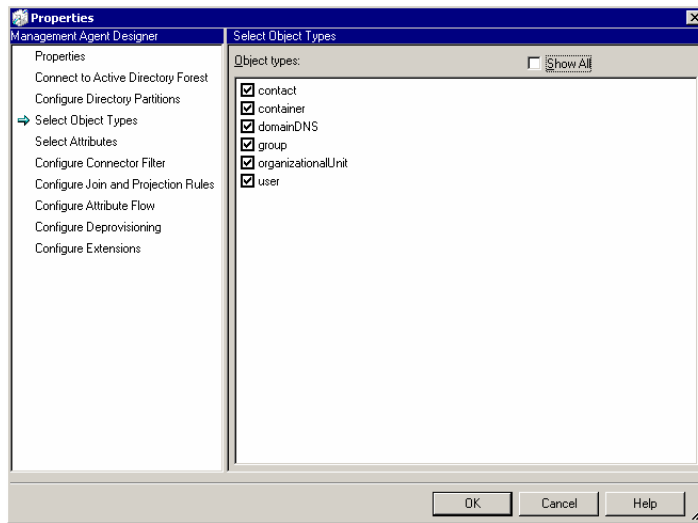 Properties
Management Agent Designer
Properties
Connect to Active Directory Forest
Configure Directory Partitions
Select Object Types
Select Attributes
Configure Connector Filter
Configure Join and Projection Rules
Configure Attribute Flow
Configure Deprovisioning
Configure Extensions
Select Object Types
Object types:
Show All
contact
container
domainDNS
group
organizationalUnit
user
OK
Cancel
Help